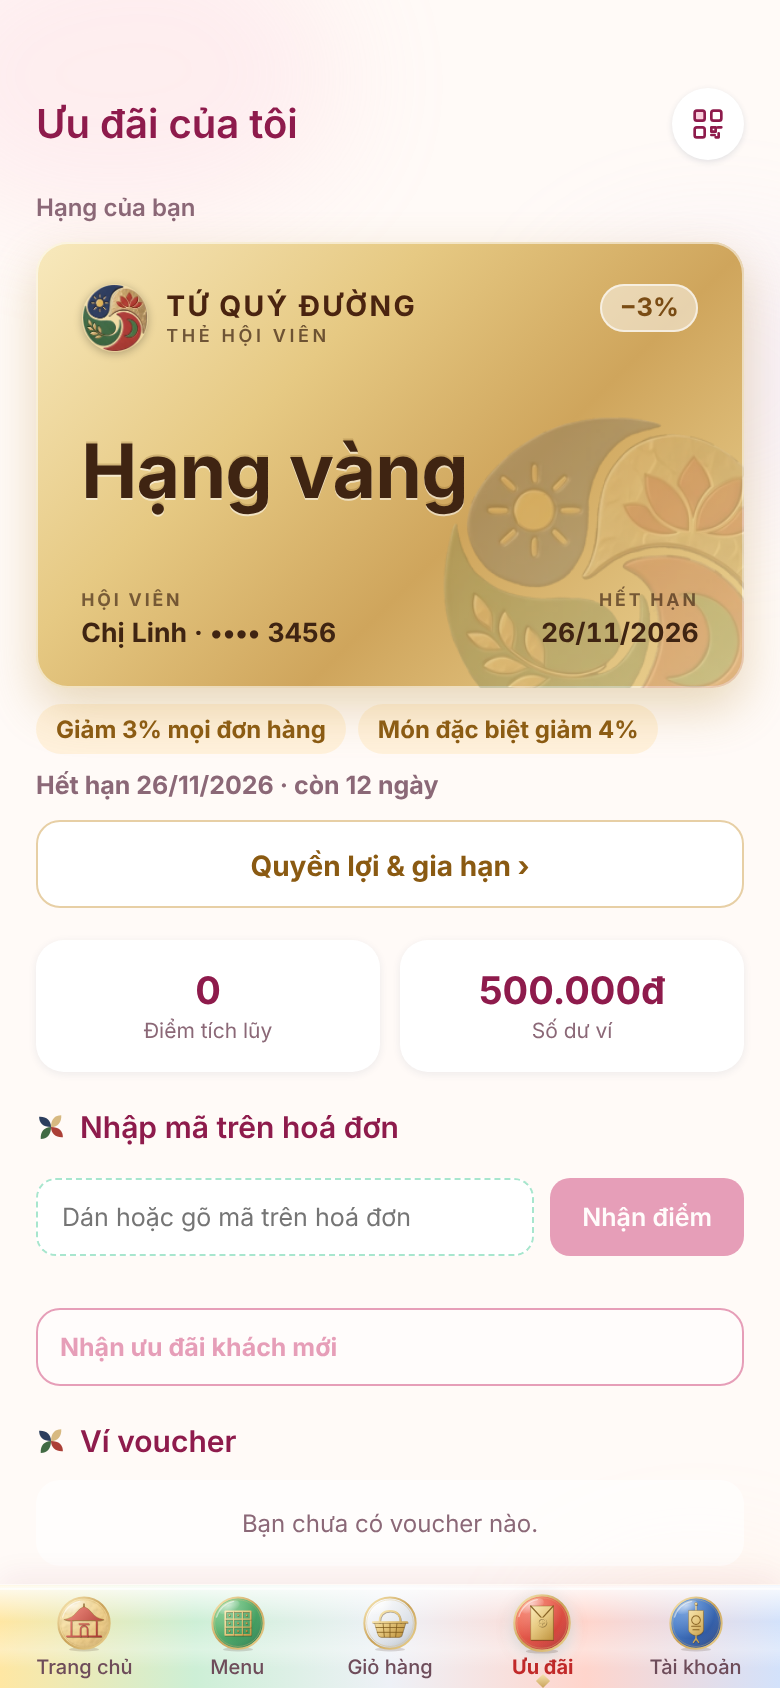 Ưu đãi của tôi
Hạng của bạn
TỨ QUÝ ĐƯỜNG
THẺ HỘI VIÊN
−3%
Hạng vàng
HỘI VIÊN
HẾT HẠN
Chị Linh · •••• 3456
26/11/2026
Giảm 3% mọi đơn hàng
Món đặc biệt giảm 4%
Hết hạn 26/11/2026 · còn 12 ngày
Quyền lợi & gia hạn ›
0
500.000đ
Điểm tích lũy
Số dư ví
Nhập mã trên hoá đơn
Dán hoặc gõ mã trên hoá đơn
Nhận điểm
Nhận ưu đãi khách mới
Ví voucher
Bạn chưa có voucher nào.
Trang chủ
Menu
Giỏ hàng
Ưu đãi
Tài khoản